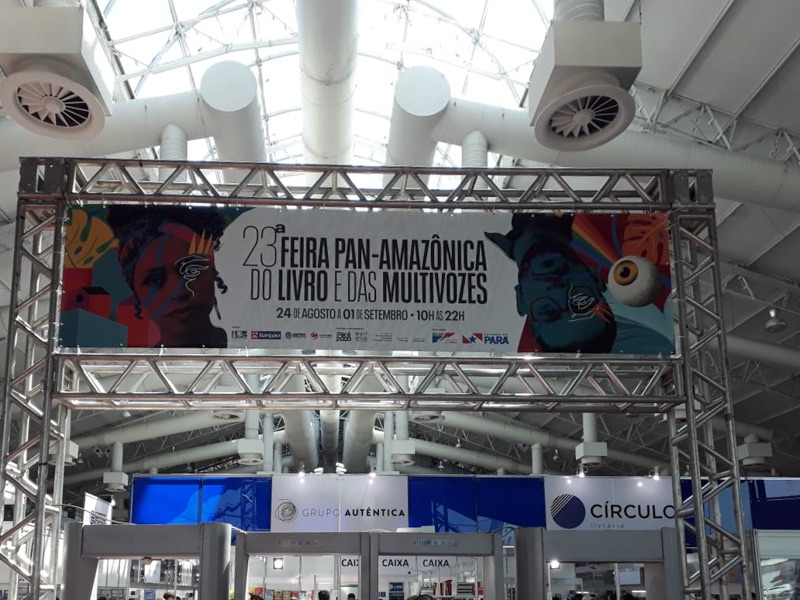 23ª FEIRA PAN-AMAZÔNICA
DO LIVRO E DAS MULTIVOZES
24 DE AGOSTO A 01 DE SETEMBRO • 10H ÀS 22H
PARÁ
GRUPO AUTÊNTICA
CÍRCULO
livraria
CAIXA CAIXA CAIXA